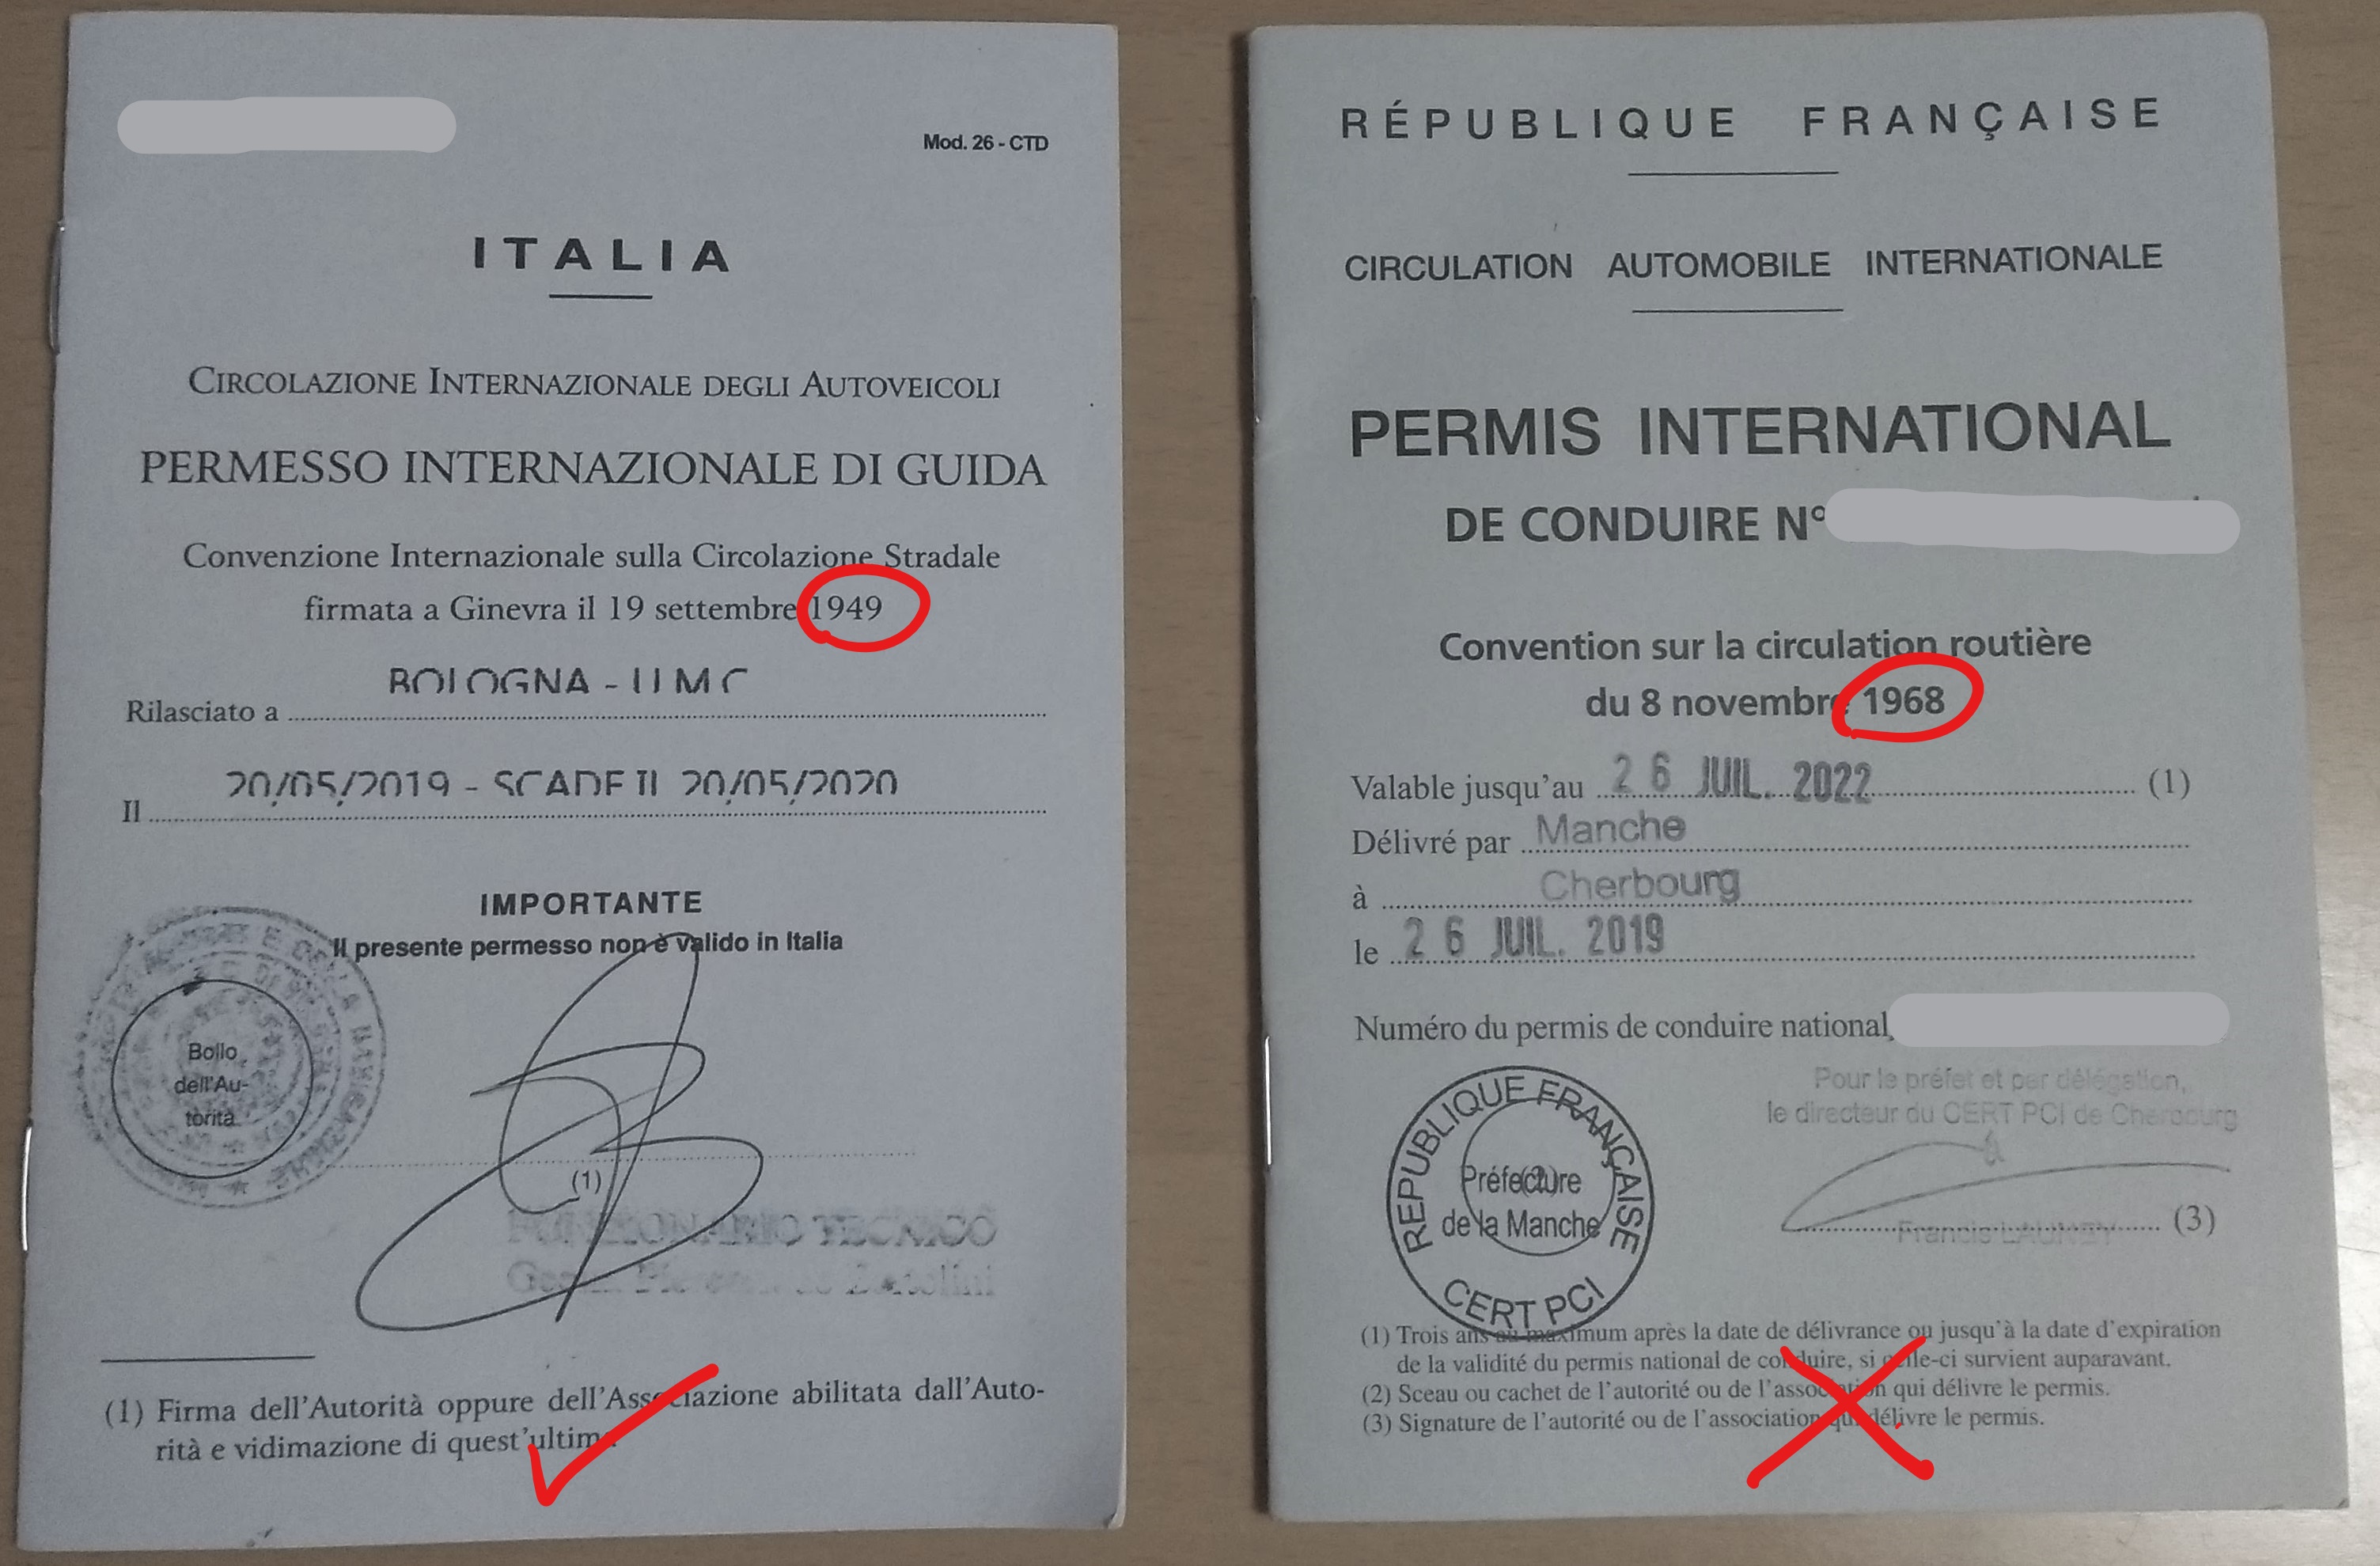 Mod. 26 - CTD
ITALIA
CIRCOLAZIONE INTERNAZIONALE DEGLI AUTOVEICOLI
PERMESSO INTERNAZIONALE DI GUIDA
Convenzione Internazionale sulla Circolazione Stradale
firmata a Ginevra il 19 settembre 1949
BOLOGNA - U.M.C
Rilasciato a
20/05/2019 - SCADE IL 20/05/2020
Il
IMPORTANTE
Il presente permesso non è valido in Italia
Bollo
dell'Au-
torità
(1)
FUNZIONARIO TECNICO
(1) Firma dell'Autorità oppure dell'Associazione abilitata dall'Auto-
rità e vidimazione di quest'ultima
RÉPUBLIQUE FRANÇAISE
CIRCULATION AUTOMOBILE INTERNATIONALE
PERMIS INTERNATIONAL
DE CONDUIRE N°
Convention sur la circulation routière
du 8 novembre 1968
Valable jusqu'au 26 JUIL. 2022 (1)
Délivré par Manche
à Cherbourg
le 26 JUIL. 2019
Numéro du permis de conduire national
Pour le préfet et par délégation,
le directeur du CERT PCI de Cherbourg
RÉPUBLIQUE FRANÇAISE
Préfecture
(2)
de la Manche
CERT PCI
Francis LAUNEY
(3)
(1) Trois ans au maximum après la date de délivrance ou jusqu'à la date d'expiration
de la validité du permis national de conduire, si celle-ci survient auparavant.
(2) Sceau ou cachet de l'autorité ou de l'association qui délivre le permis.
(3) Signature de l'autorité ou de l'association qui délivre le permis.